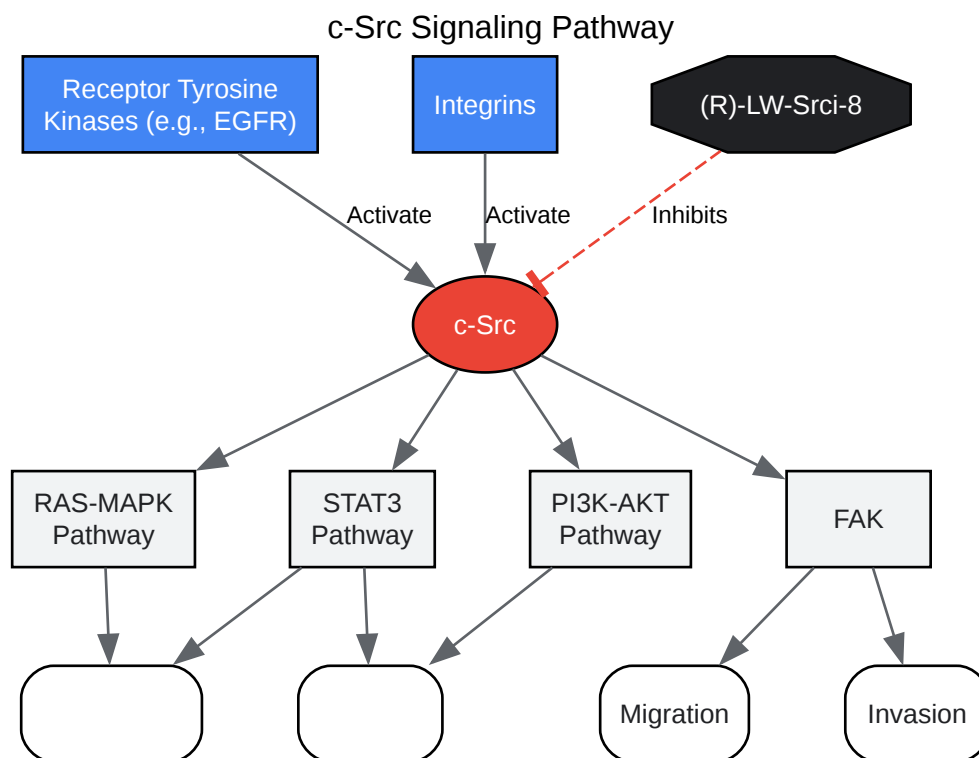 c-Src Signaling Pathway
Receptor Tyrosine
Kinases (e.g., EGFR)
Integrins
(R)-LW-Srci-8
Activate
Activate
Inhibits
c-Src
RAS-MAPK
Pathway
STAT3
Pathway
PI3K-AKT
Pathway
FAK
Migration
Invasion